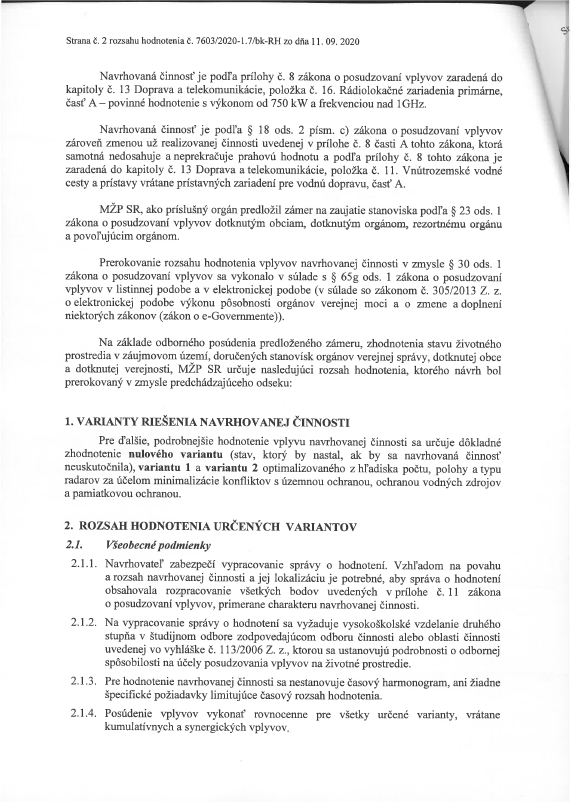 Strana č. 2 rozsahu hodnotenia č. 7603/2020-1.7/bk-RH zo dňa 11. 09. 2020
Navrhovaná činnosť je podľa prílohy č. 8 zákona o posudzovaní vplyvov zaradená do
kapitoly č. 13 Doprava a telekomunikácie, položka č. 16. Rádiolokačné zariadenia primárne,
časť A – povinné hodnotenie s výkonom od 750 kW a frekvenciou nad 1GHz.
Navrhovaná činnosť je podľa § 18 ods. 2 písm. c) zákona o posudzovaní vplyvov
zároveň zmenou už realizovanej činnosti uvedenej v prílohe č. 8 časti A tohto zákona, ktorá
samotná nedosahuje a neprekračuje prahovú hodnotu a podľa prílohy č. 8 tohto zákona je
zaradená do kapitoly č. 13 Doprava a telekomunikácie, položka č. 11. Vnútrozemské vodné
cesty a prístavy vrátane prístavných zariadení pre vodnú dopravu, časť A.
MŽP SR, ako príslušný orgán predložil zámer na zaujatie stanoviska podľa § 23 ods. 1
zákona o posudzovaní vplyvov dotknutým obciam, dotknutým orgánom, rezortnému orgánu
a povoľujúcim orgánom.
Prerokovanie rozsahu hodnotenia vplyvov navrhovanej činnosti v zmysle § 30 ods. 1
zákona o posudzovaní vplyvov sa vykonalo v súlade s § 65g ods. 1 zákona o posudzovaní
vplyvov v listinnej podobe a v elektronickej podobe (v súlade so zákonom č. 305/2013 Z. z.
o elektronickej podobe výkonu pôsobnosti orgánov verejnej moci a o zmene a doplnení
niektorých zákonov (zákon o e-Governmente)).
Na základe odborného posúdenia predloženého zámeru, zhodnotenia stavu životného
prostredia v záujmovom území, doručených stanovísk orgánov verejnej správy, dotknutej obce
a dotknutej verejnosti, MŽP SR určuje nasledujúci rozsah hodnotenia, ktorého návrh bol
prerokovaný v zmysle predchádzajúceho odseku:
1. VARIANTY RIEŠENIA NAVRHOVANEJ ČINNOSTI
Pre ďalšie, podrobnejšie hodnotenie vplyvu navrhovanej činnosti sa určuje dôkladné
zhodnotenie nulového variantu (stav, ktorý by nastal, ak by sa navrhovaná činnosť
neuskutočnila), variantu 1 a variantu 2 optimalizovaného z hľadiska počtu, polohy a typu
radarov za účelom minimalizácie konfliktov s územnou ochranou, ochranou vodných zdrojov
a pamiatkovou ochranou.
2. ROZSAH HODNOTENIA URČENÝCH VARIANTOV
2.1. Všeobecné podmienky
2.1.1. Navrhovateľ zabezpečí vypracovanie správy o hodnotení. Vzhľadom na povahu
a rozsah navrhovanej činnosti a jej lokalizáciu je potrebné, aby správa o hodnotení
obsahovala rozpracovanie všetkých bodov uvedených v prílohe č. 11 zákona
o posudzovaní vplyvov, primerane charakteru navrhovanej činnosti.
2.1.2. Na vypracovanie správy o hodnotení sa vyžaduje vysokoškolské vzdelanie druhého
stupňa v študijnom odbore zodpovedajúcom odboru činnosti alebo oblasti činnosti
uvedenej vo vyhláške č. 113/2006 Z. z., ktorou sa ustanovujú podrobnosti o odbornej
spôsobilosti na účely posudzovania vplyvov na životné prostredie.
2.1.3. Pre hodnotenie navrhovanej činnosti sa nestanovuje časový harmonogram, ani žiadne
špecifické požiadavky limitujúce časový rozsah hodnotenia.
2.1.4. Posúdenie vplyvov vykonať rovnocenne pre všetky určené varianty, vrátane
kumulatívnych a synergických vplyvov.